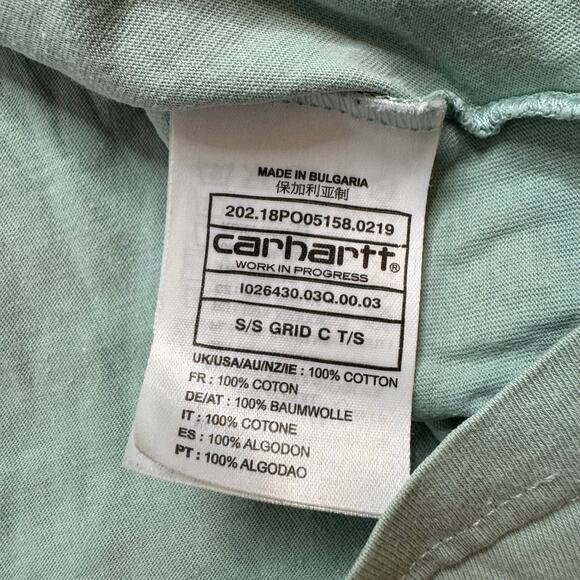 MADE IN BULGARIA
保加利亚制
202.18PO05158.0219
carhartt®
WORK IN PROGRESS
I026430.03Q.00.03
S/S GRID C T/S
UK/USA/AU/NZ/IE : 100% COTTON
FR : 100% COTON
DE/AT : 100% BAUMWOLLE
IT : 100% COTONE
ES : 100% ALGODON
PT : 100% ALGODAO